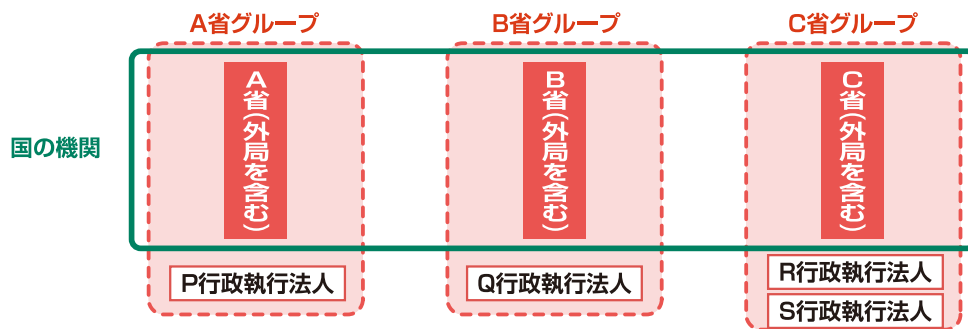 A省グループ
B省グループ
C省グループ
国の機関
A省(外局を含む)
B省(外局を含む)
C省(外局を含む)
P行政執行法人
Q行政執行法人
R行政執行法人
S行政執行法人